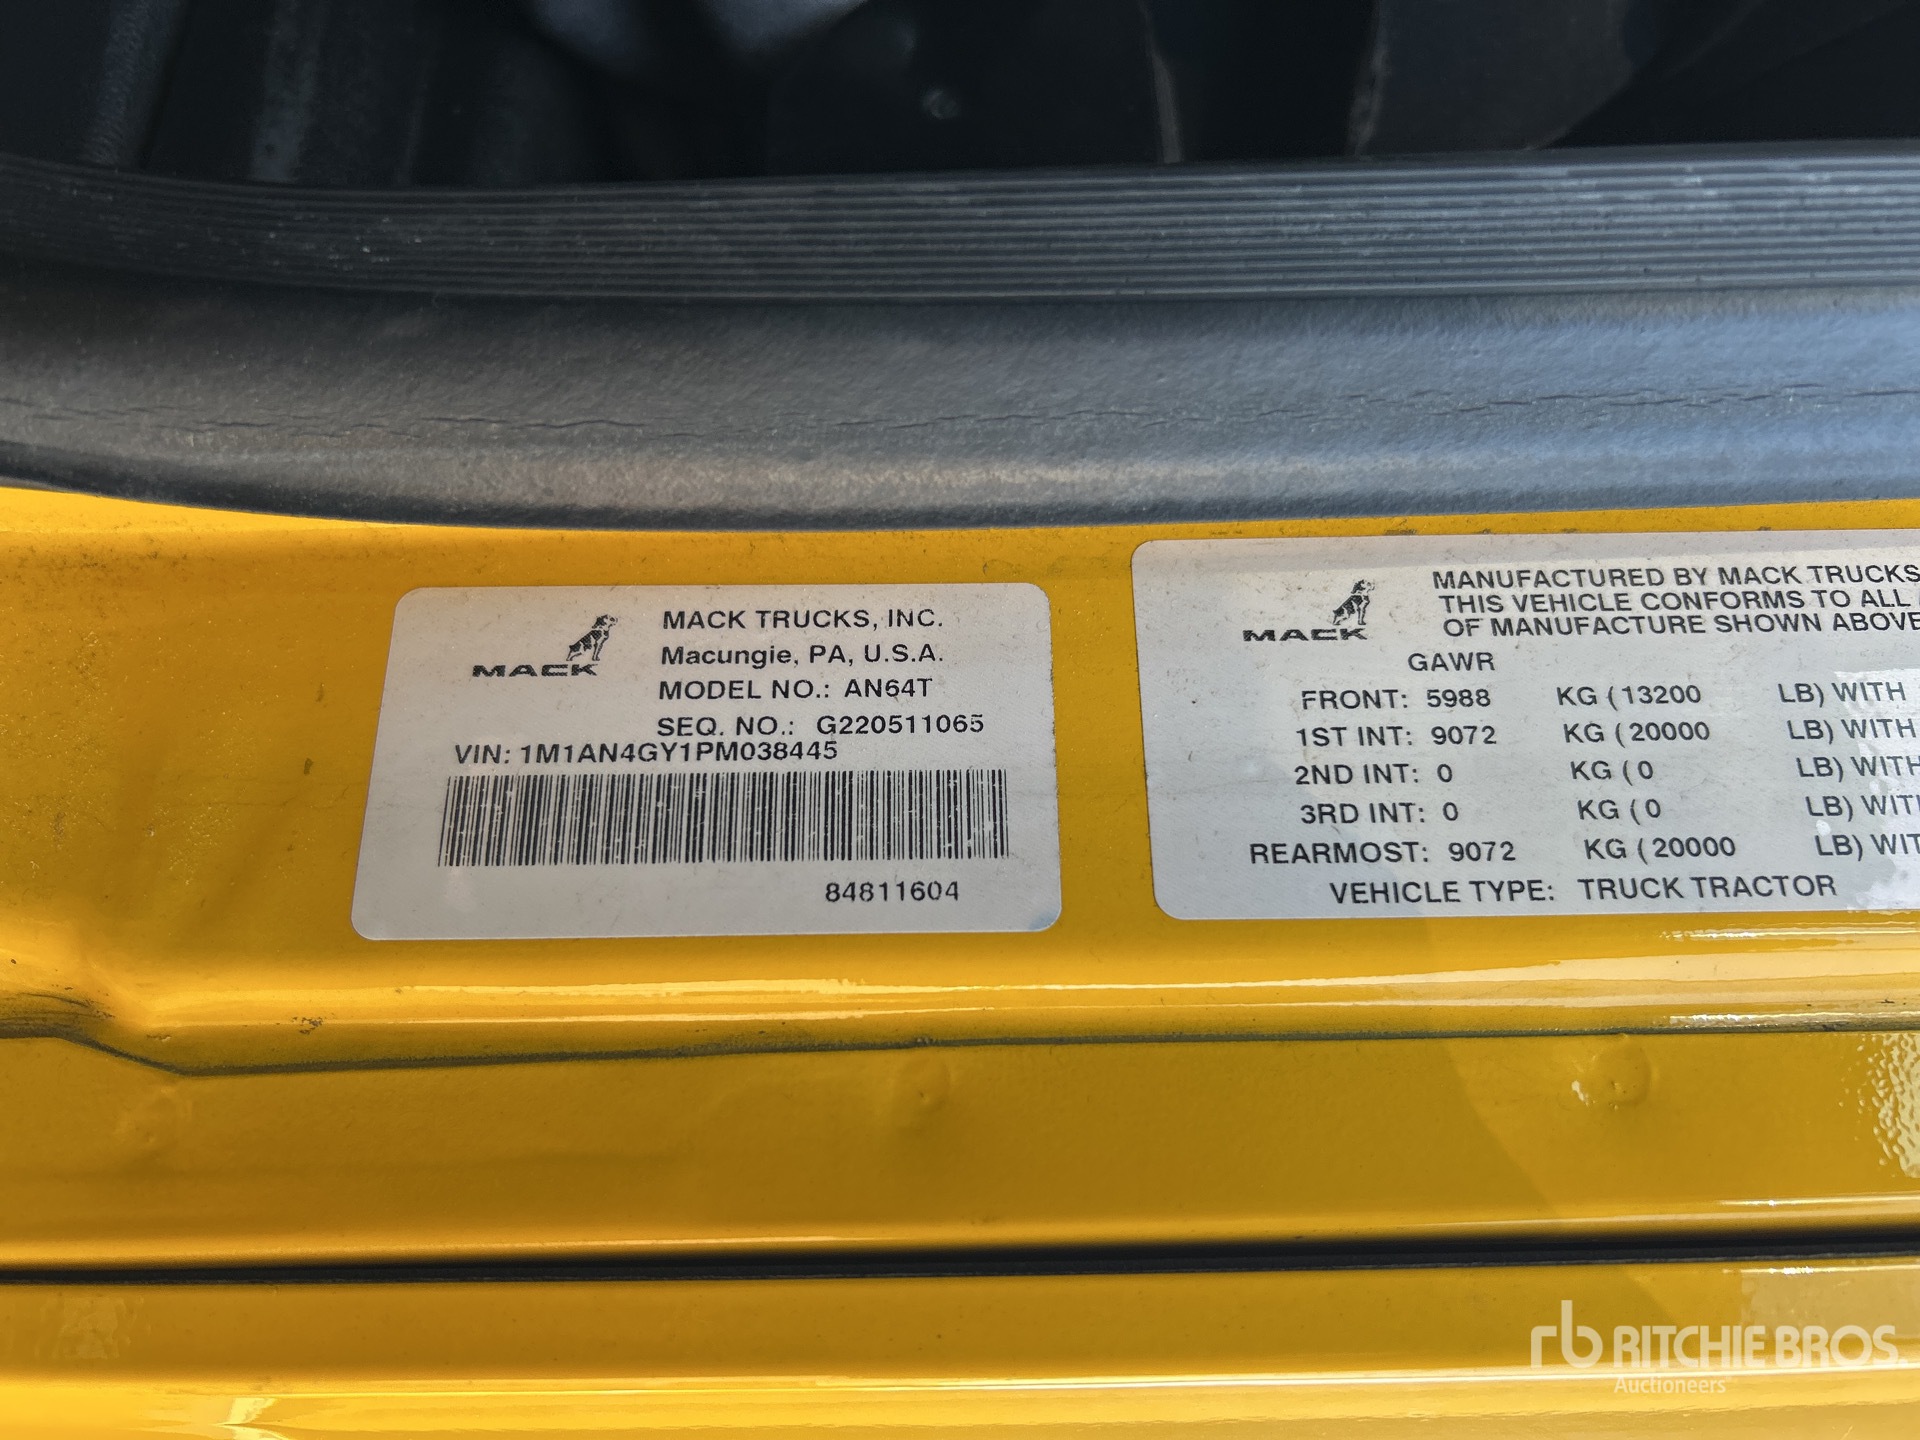 MACK
MACK TRUCKS, INC.
Macungie, PA, U.S.A.
MODEL NO.: AN64T
SEQ. NO.: G220511065
VIN: 1M1AN4GY1PM038445
84811604
MACK
MANUFACTURED BY MACK TRUCKS
THIS VEHICLE CONFORMS TO ALL
OF MANUFACTURE SHOWN ABOVE
GAWR
FRONT: 5988 KG (13200 LB) WITH
1ST INT: 9072 KG (20000 LB) WITH
2ND INT: 0 KG (0 LB) WITH
3RD INT: 0 KG (0 LB) WITH
REARMOST: 9072 KG (20000 LB) WIT
VEHICLE TYPE: TRUCK TRACTOR
rb RITCHIE BROS.
Auctioneers